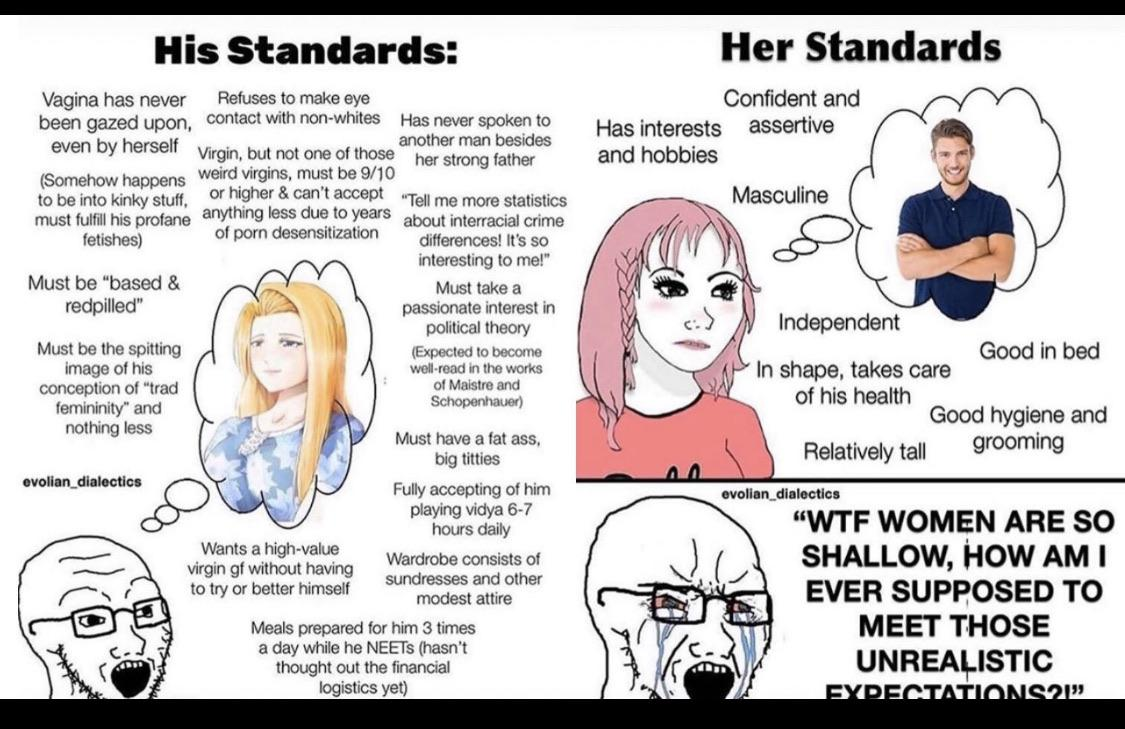 His Standards:
Vagina has never
been gazed upon,
even by herself
(Somehow happens
to be into kinky stuff,
must fulfill his profane
fetishes)
Must be “based &
redpilled”
Must be the spitting
image of his
conception of “trad
femininity” and
nothing less
evolian_dialectics
Refuses to make eye
contact with non-whites
Virgin, but not one of those
weird virgins, must be 9/10
or higher & can’t accept
anything less due to years
of porn desensitization
Has never spoken to
another man besides
her strong father
“Tell me more statistics
about interracial crime
differences! It’s so
interesting to me!”
Must take a
passionate interest in
political theory
(Expected to become
well-read in the works
of Maistre and
Schopenhauer)
Must have a fat ass,
big titties
Fully accepting of him
playing vidya 6-7
hours daily
Wants a high-value
virgin gf without having
to try or better himself
Wardrobe consists of
sundresses and other
modest attire
Meals prepared for him 3 times
a day while he NEETs (hasn’t
thought out the financial
logistics yet)
Her Standards
Confident and
assertive
Has interests
and hobbies
Masculine
Independent
Good in bed
In shape, takes care
of his health
Good hygiene and
grooming
Relatively tall
evolian_dialectics
“WTF WOMEN ARE SO
SHALLOW, HOW AM I
EVER SUPPOSED TO
MEET THOSE
UNREALISTIC
EXPECTATIONS?!”